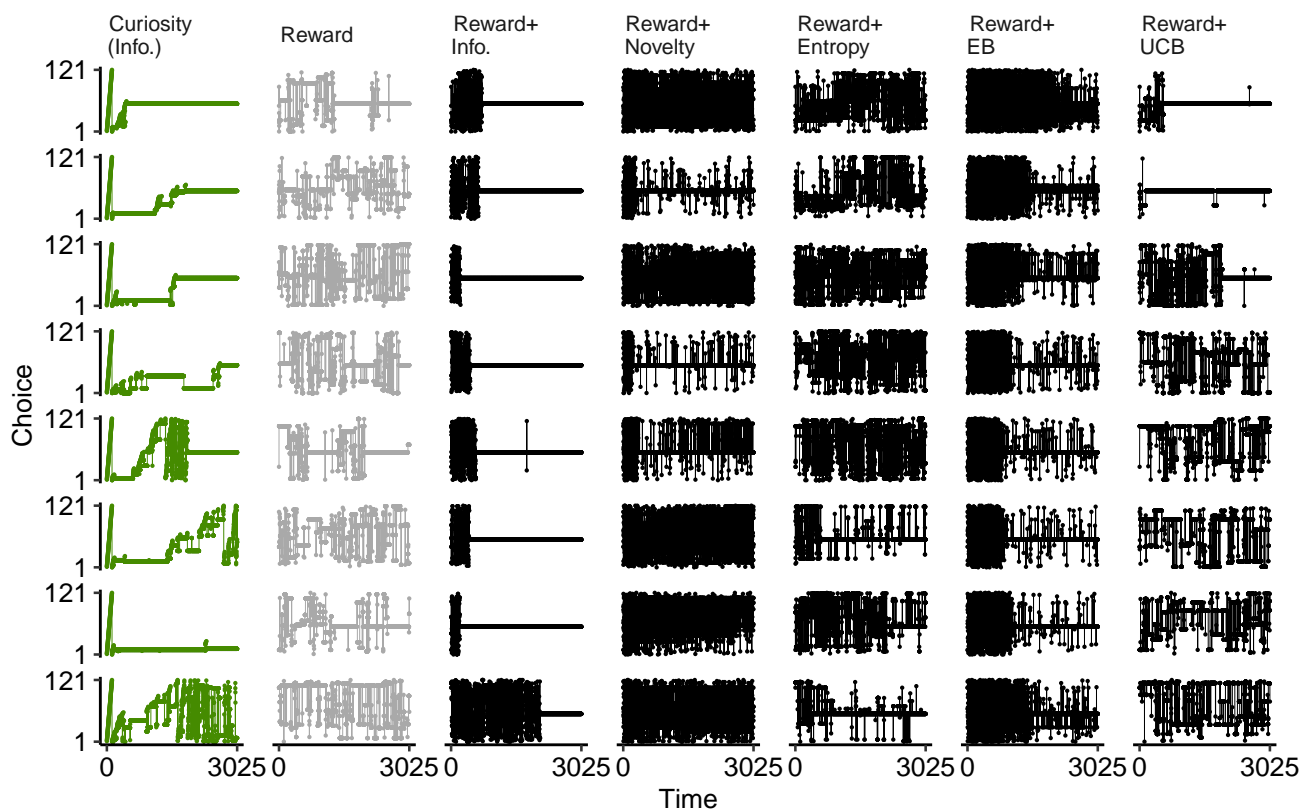 Curiosity
(Info.)
Reward
Reward+
Info.
Reward+
Novelty
Reward+
Entropy
Reward+
EB
Reward+
UCB
121
1
121
1
121
1
121
1
121
1
121
1
121
1
121
1
Choice
0 3025
0 3025
0 3025
0 3025
0 3025
0 3025
0 3025
Time